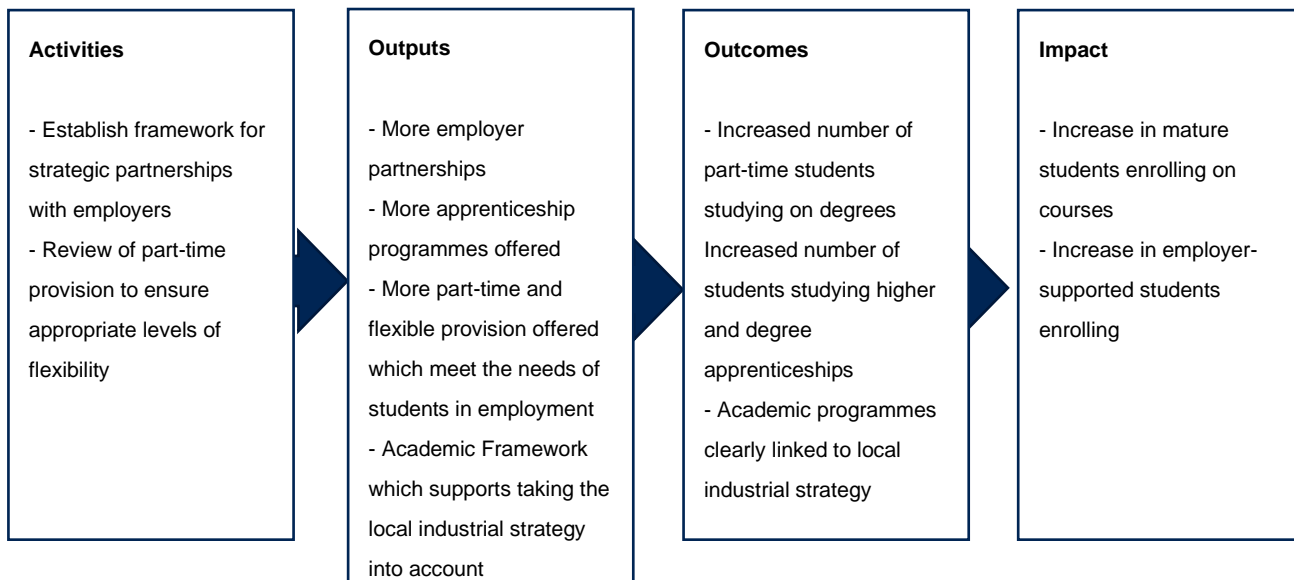 Activities
- Establish framework for
strategic partnerships
with employers
- Review of part-time
provision to ensure
appropriate levels of
flexibility
Outputs
- More employer
partnerships
- More apprenticeship
programmes offered
- More part-time and
flexible provision offered
which meet the needs of
students in employment
- Academic Framework
which supports taking the
local industrial strategy
into account
Outcomes
- Increased number of
part-time students
studying on degrees
Increased number of
students studying higher
and degree
apprenticeships
- Academic programmes
clearly linked to local
industrial strategy
Impact
- Increase in mature
students enrolling on
courses
- Increase in employer-
supported students
enrolling